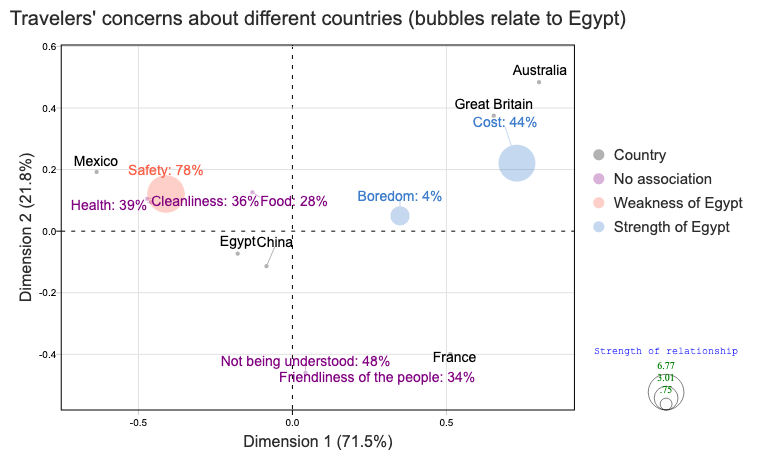 Travelers' concerns about different countries (bubbles relate to Egypt)
0.6
Australia
Great Britain
0.4
Cost: 44%
Country
Mexico
Safety: 78%
0.2
No association
Health: 39%
Cleanliness: 36%
Food: 28%
Boredom: 4%
Weakness of Egypt
Strength of Egypt
0.0
Egypt
China
Dimension 2 (21.8%)
-0.2
-0.4
Not being understood: 48%
France
Friendliness of the people: 34%
Strength of relationship
6.77
3.01
.75
-0.5
0.0
0.5
Dimension 1 (71.5%)